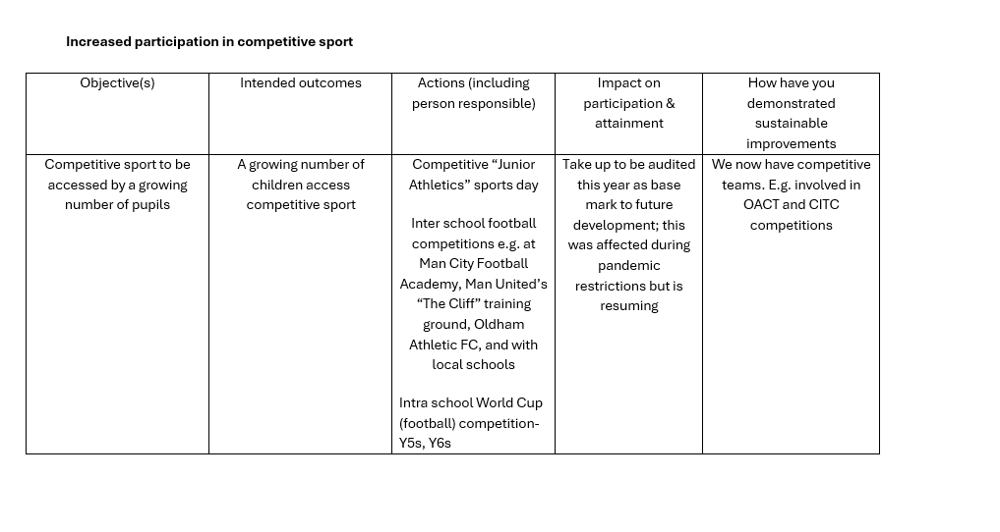 Increased participation in competitive sport
Objective(s)
Intended outcomes
Actions (including
person responsible)
Impact on
participation &
attainment
How have you
demonstrated
sustainable
improvements
Competitive sport to be
accessed by a growing
number of pupils
A growing number of
children access
competitive sport
Competitive “Junior
Athletics” sports day
Inter school football
competitions e.g. at
Man City Football
Academy, Man United’s
“The Cliff” training
ground, Oldham
Athletic FC, and with
local schools
Intra school World Cup
(football) competition-
Y5s, Y6s
Take up to be audited
this year as base
mark to future
development; this
was affected during
pandemic
restrictions but is
resuming
We now have competitive
teams. E.g. involved in
OACT and CITC
competitions